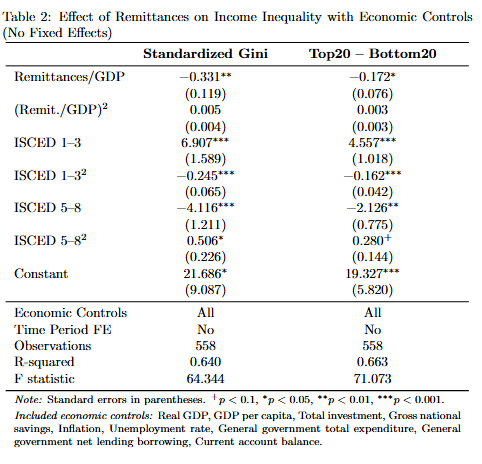 Table 2: Effect of Remittances on Income Inequality with Economic Controls
(No Fixed Effects)
Standardized Gini Top20 – Bottom20
Remittances/GDP −0.331** −0.172*
(0.119) (0.076)
(Remit./GDP)² 0.005 0.003
(0.004) (0.003)
ISCED 1–3 6.907*** 4.557***
(1.589) (1.018)
ISCED 1–3² −0.245*** −0.162***
(0.065) (0.042)
ISCED 5–8 −4.116*** −2.126**
(1.211) (0.775)
ISCED 5–8² 0.506* 0.280⁺
(0.226) (0.144)
Constant 21.686* 19.327***
(9.087) (5.820)
Economic Controls All All
Time Period FE No No
Observations 558 558
R-squared 0.640 0.663
F statistic 64.344 71.073
Note: Standard errors in parentheses. ⁺p < 0.1, *p < 0.05, **p < 0.01, ***p < 0.001.
Included economic controls: Real GDP, GDP per capita, Total investment, Gross national
savings, Inflation, Unemployment rate, General government total expenditure, General
government net lending borrowing, Current account balance.